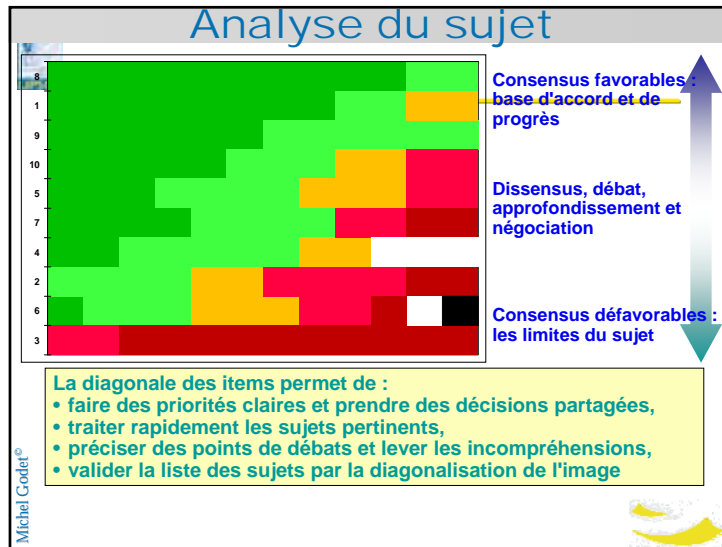 Analyse du sujet
8
1
9
10
5
7
4
2
6
3
Consensus favorables :
base d'accord et de
progrès
Dissensus, débat,
approfondissement et
négociation
Consensus défavorables :
les limites du sujet
La diagonale des items permet de :
• faire des priorités claires et prendre des décisions partagées,
• traiter rapidement les sujets pertinents,
• préciser des points de débats et lever les incompréhensions,
• valider la liste des sujets par la diagonalisation de l'image
Michel Godet©